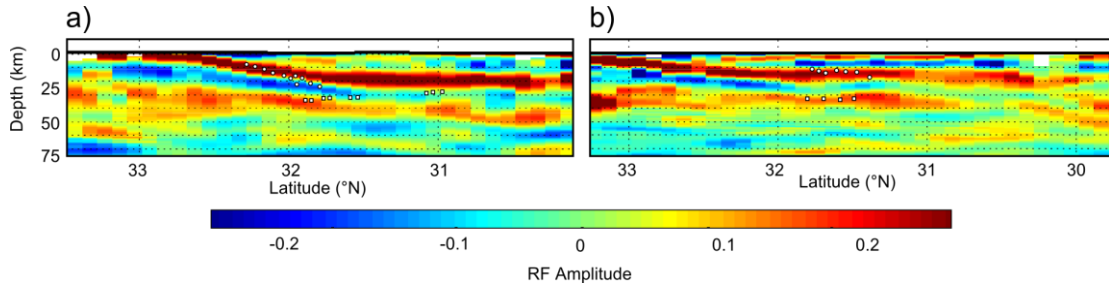 a)
b)
Depth (km)
0
25
50
75
33
32
31
33
32
31
30
Latitude (°N)
Latitude (°N)
-0.2
-0.1
0
0.1
0.2
RF Amplitude